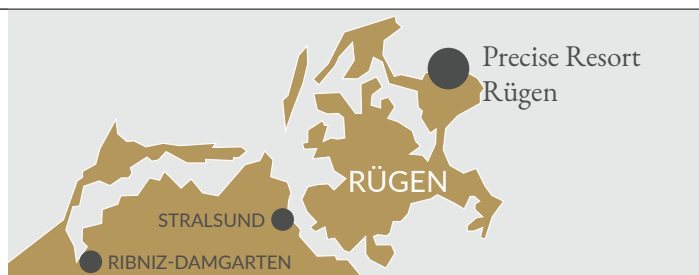 Precise Resort
Rügen
RÜGEN
STRALSUND
RIBNIZ-DAMGARTEN